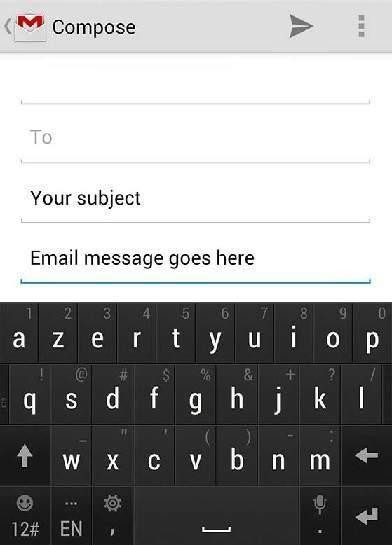 Compose
To
Your subject
Email message goes here
1 2 3 4 5 6 7 8 9 0
a z e r t y u i o p
! @ # $ % & + ? /
q s d f g h j k l
_ " ' ( ) - :
w x c v b n m
12# ... EN , .